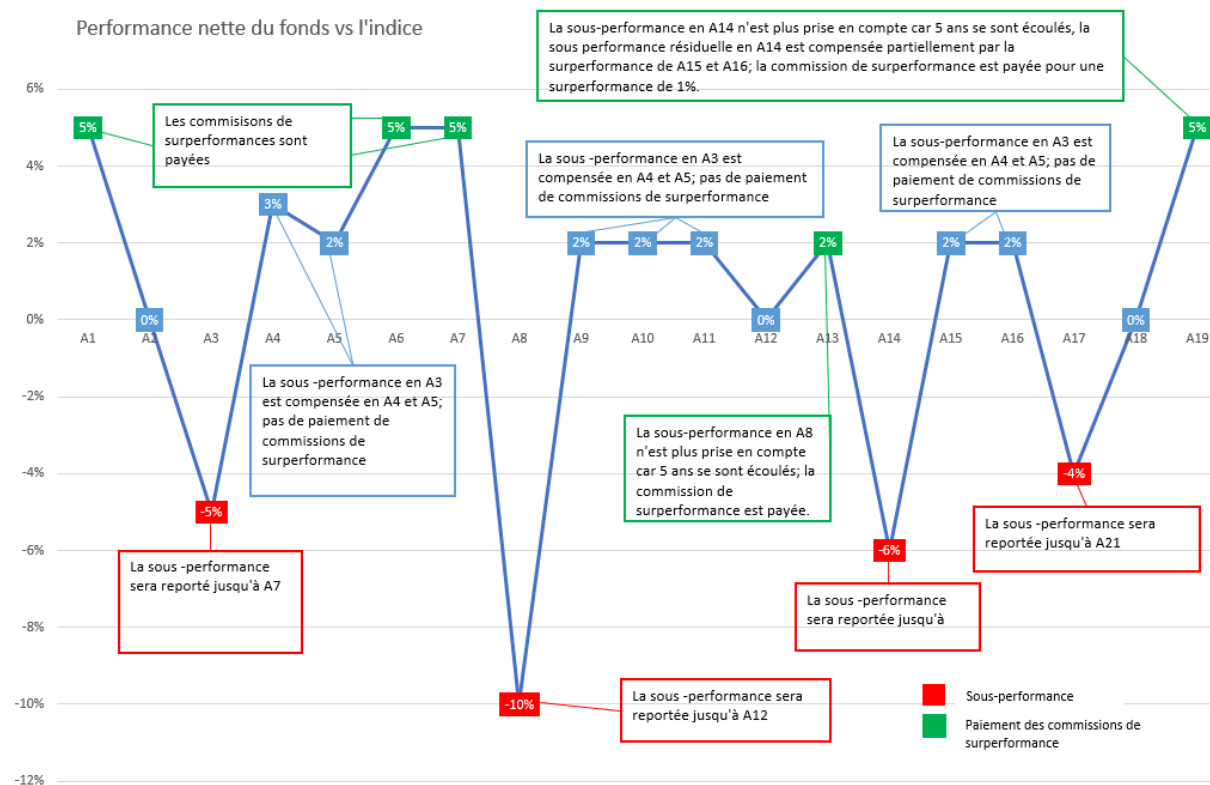 Performance nette du fonds vs l'indice
La sous-performance en A14 n'est plus prise en compte car 5 ans se sont écoulés, la
sous performance résiduelle en A14 est compensée partiellement par la
surperformance de A15 et A16; la commission de surperformance est payée pour une
surperformance de 1%.
6%
4%
2%
0%
-2%
-4%
-6%
-8%
-10%
-12%
Les commisisons de
surperformances sont
payées
La sous -performance en A3 est
compensée en A4 et A5; pas de paiement
de commissions de surperformance
La sous -performance en A3 est
compensée en A4 et A5; pas de
paiement de commissions de
surperformance
5%
0%
-5%
3%
2%
5%
5%
-10%
2%
2%
2%
0%
2%
-6%
2%
2%
-4%
0%
5%
A1
A2
A3
A4
A5
A6
A7
A8
A9
A10
A11
A12
A13
A14
A15
A16
A17
A18
A19
La sous -performance en A3
est compensée en A4 et A5;
pas de paiement de
commissions de
surperformance
La sous-performance en A8
n'est plus prise en compte
car 5 ans se sont écoulés; la
commission de
surperformance est payée.
La sous -performance
sera reporté jusqu'à A7
La sous -performance sera
reportée jusqu'à A12
La sous -performance
sera reportée jusqu'à
La sous -performance sera
reportée jusqu'à A21
Sous-performance
Paiement des commissions de
surperformance